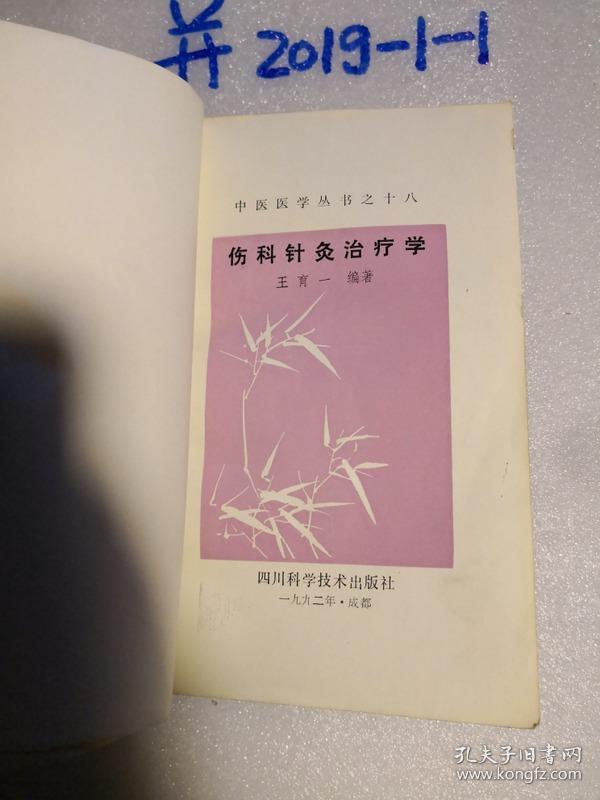 并 2019-1-1
中医医学丛书之十八
伤科针灸治疗学
王育一 编著
四川科学技术出版社
一九九二年·成都
孔夫子旧书网
www.kongfz.com